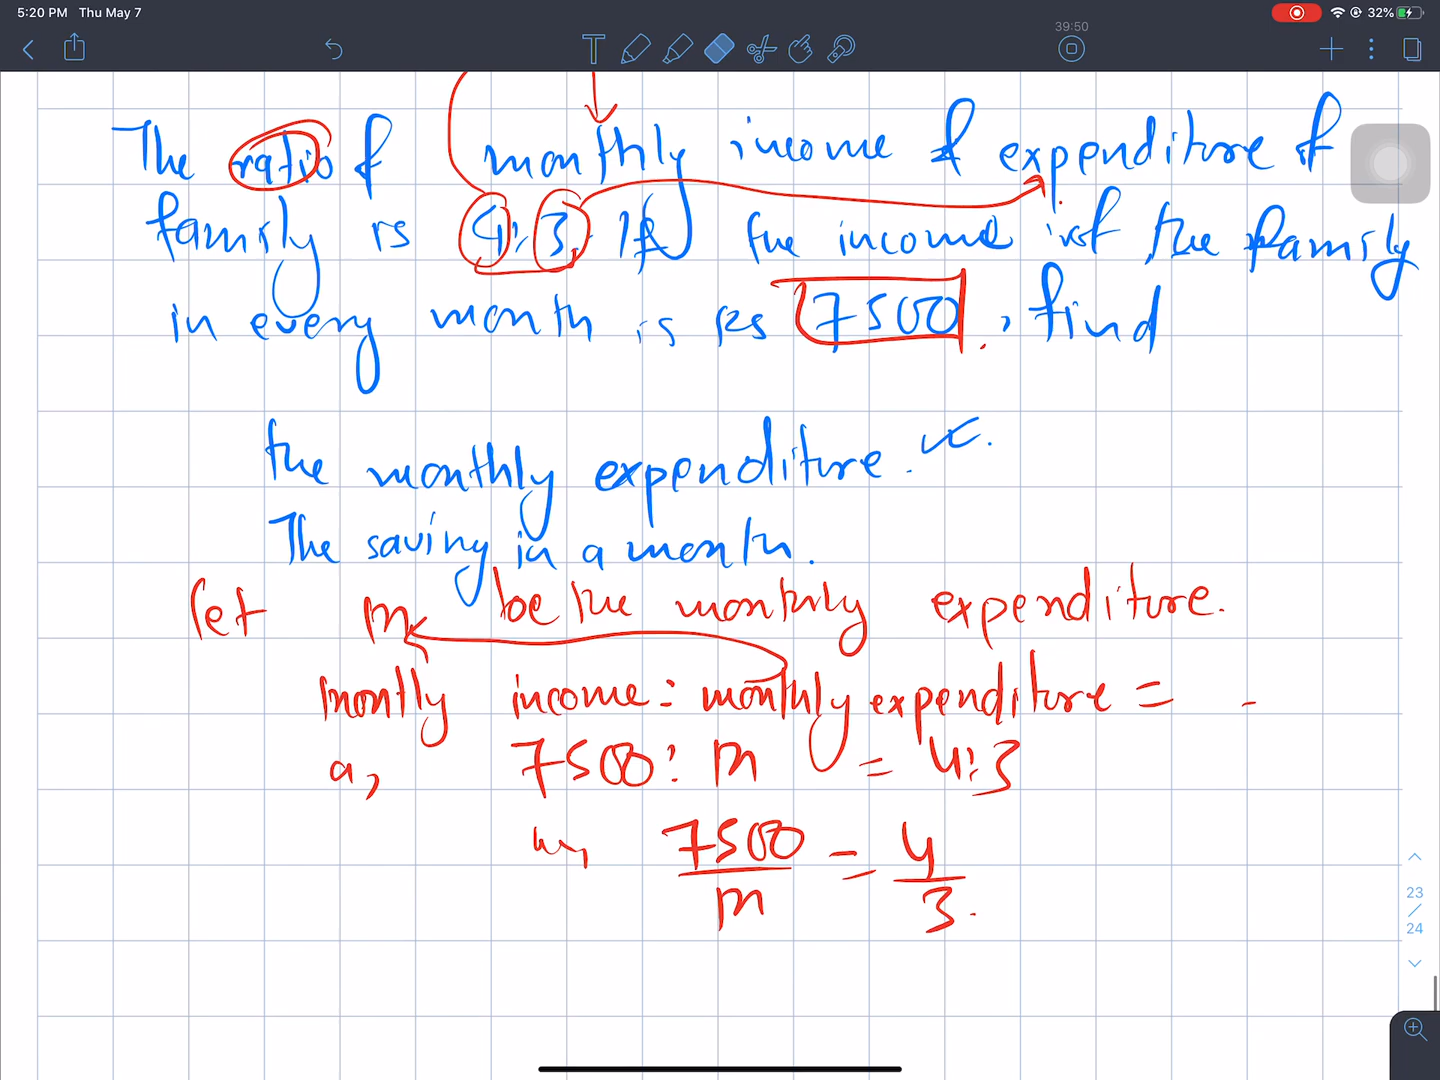 5:20 PM Thu May 7
32%
39:50
The ratio of monthly income & expenditure of
family is 4:3. If the income of the family
in every month is Rs 7500, find
the monthly expenditure.
The saving in a month.
let m be the monthly expenditure.
montly income : monthly expenditure =
a, 7500 : m = 4:3
7500/m = 4/3.
23
24